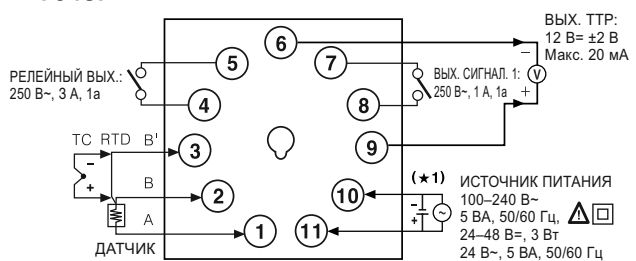 ВЫХ. ТТР:
12 В= ±2 В
Макс. 20 мА
6
5
7
РЕЛЕЙНЫЙ ВЫХ.:
250 В~, 3 А, 1a
4
8
ВЫХ. СИГНАЛ. 1:
250 В~, 1 А, 1a
−
V
+
TC RTD B'
3
9
−
+
B
2
10
(★1)
A
1
11
−
+
~
ДАТЧИК
ИСТОЧНИК ПИТАНИЯ
100–240 В~
5 ВА, 50/60 Гц,
24–48 В=, 3 Вт
24 В~, 5 ВА, 50/60 Гц